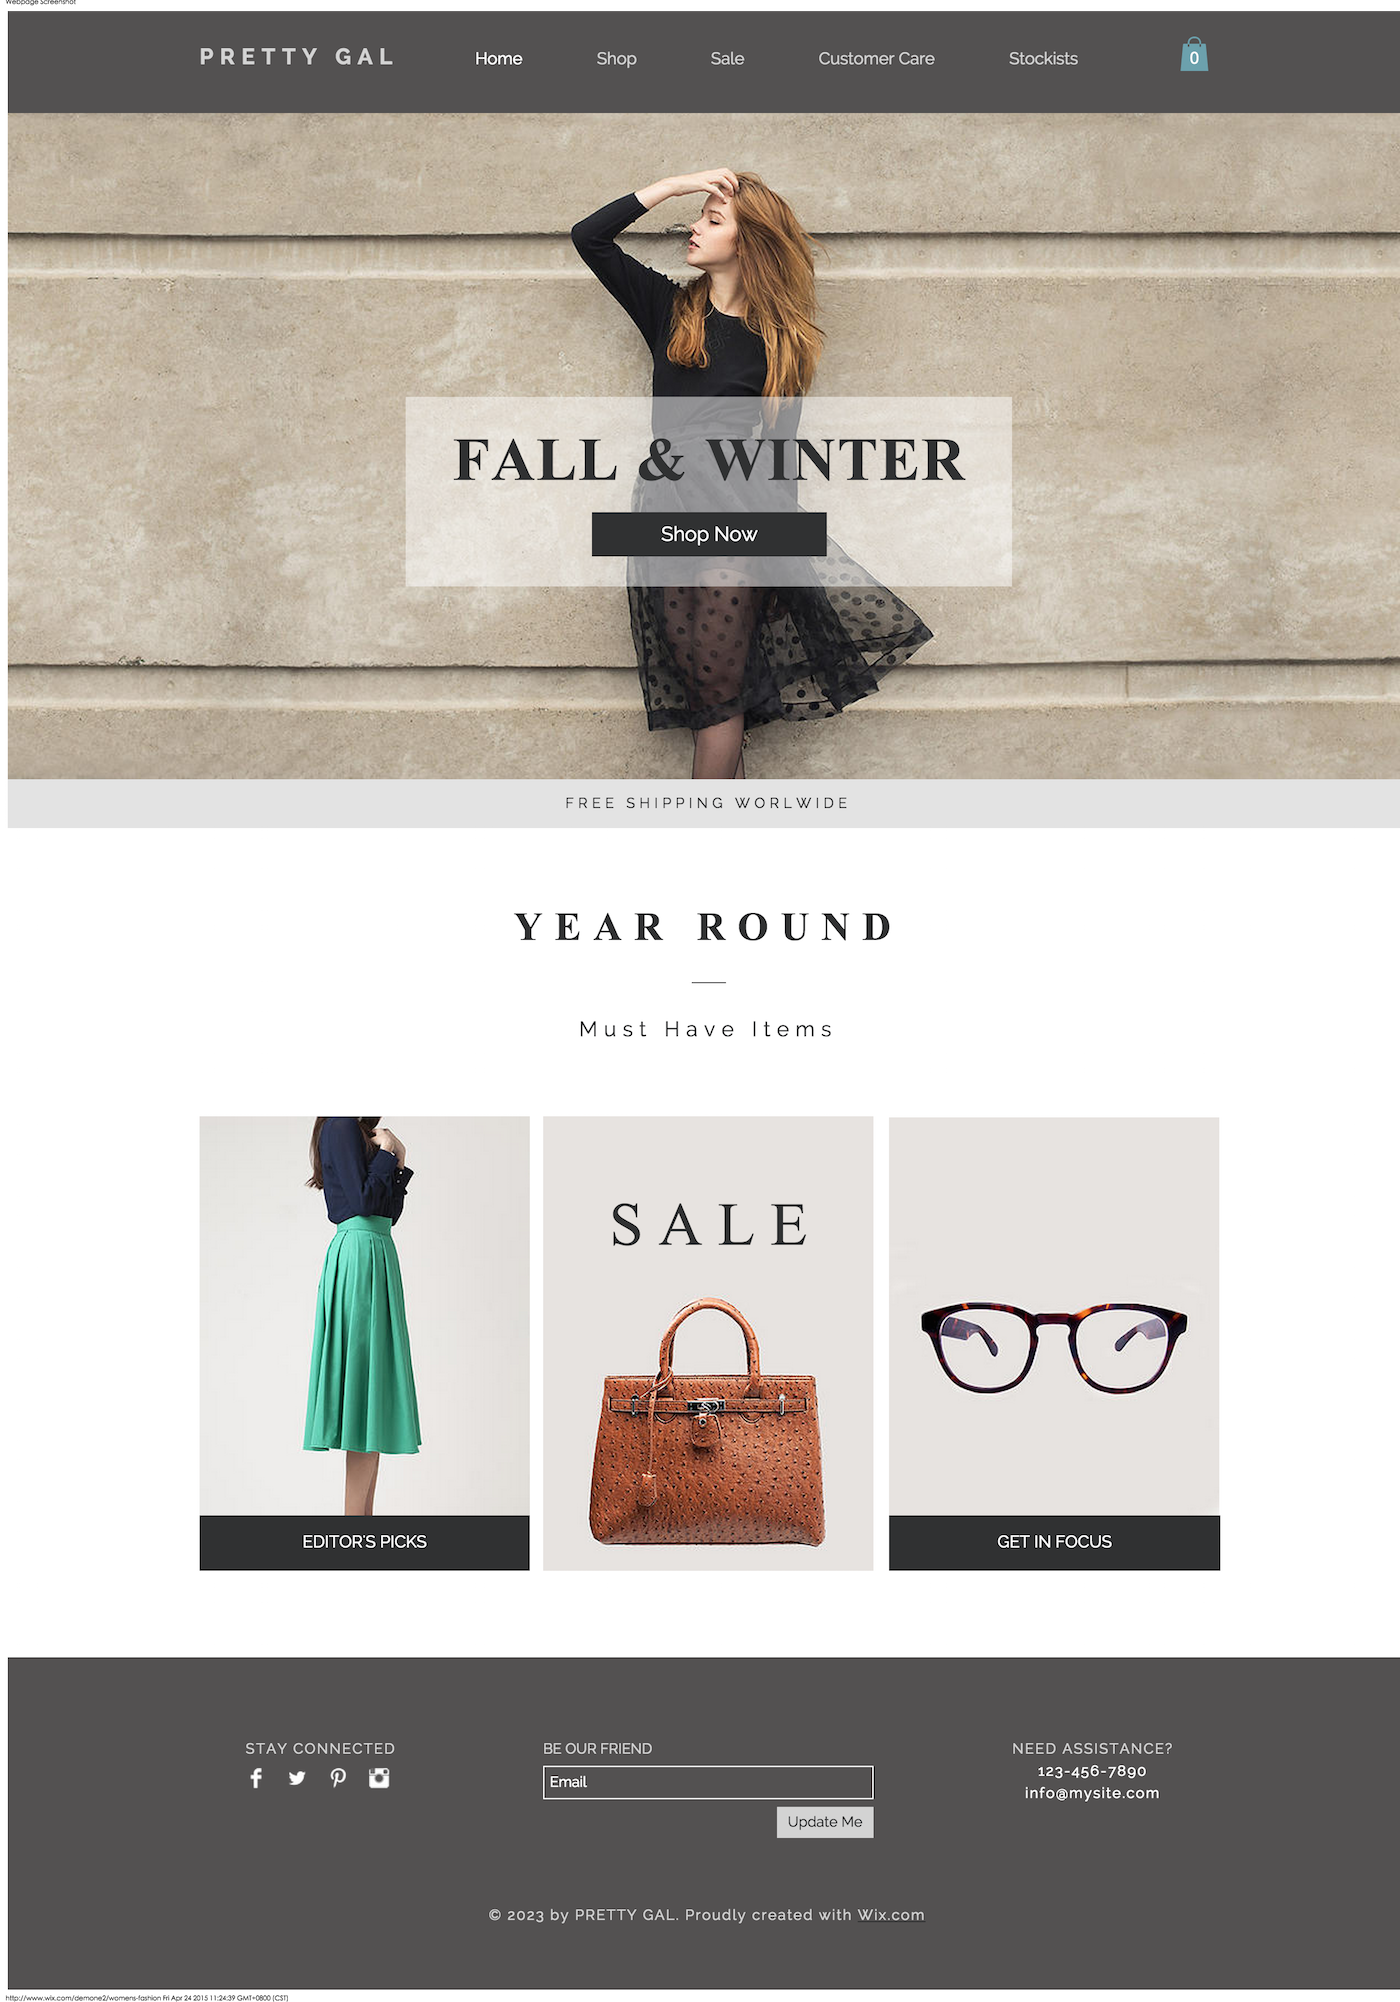 Webpage Screenshot
PRETTY GAL
Home Shop Sale Customer Care Stockists 0
FALL & WINTER
Shop Now
FREE SHIPPING WORLWIDE
YEAR ROUND
Must Have Items
SALE
EDITOR'S PICKS
GET IN FOCUS
STAY CONNECTED
BE OUR FRIEND
Email
Update Me
NEED ASSISTANCE?
123-456-7890
info@mysite.com
© 2023 by PRETTY GAL. Proudly created with Wix.com
http://www.wix.com/demone2/womens-fashion Fri Apr 24 2015 11:24:39 GMT+0800 (CST)